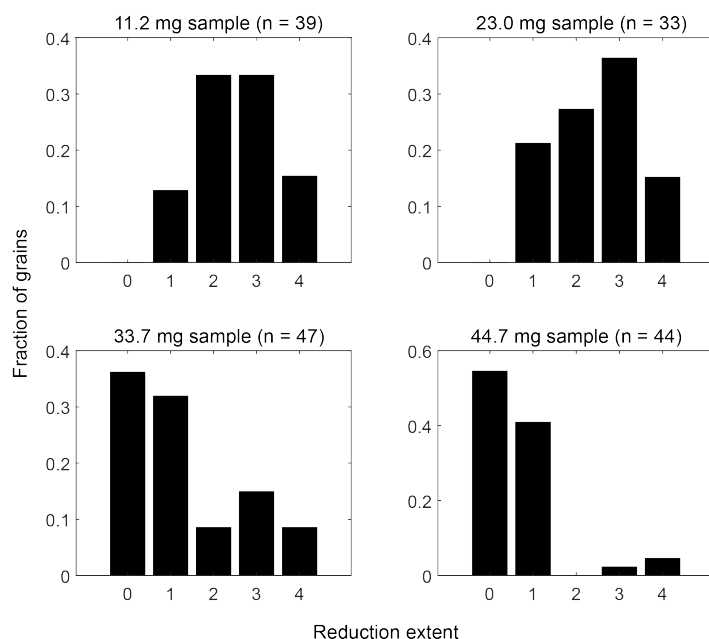 11.2 mg sample (n = 39)
0.4
0.3
0.2
0.1
0
0 1 2 3 4
23.0 mg sample (n = 33)
0.4
0.3
0.2
0.1
0
0 1 2 3 4
Fraction of grains
33.7 mg sample (n = 47)
0.4
0.3
0.2
0.1
0
0 1 2 3 4
44.7 mg sample (n = 44)
0.6
0.4
0.2
0
0 1 2 3 4
Reduction extent